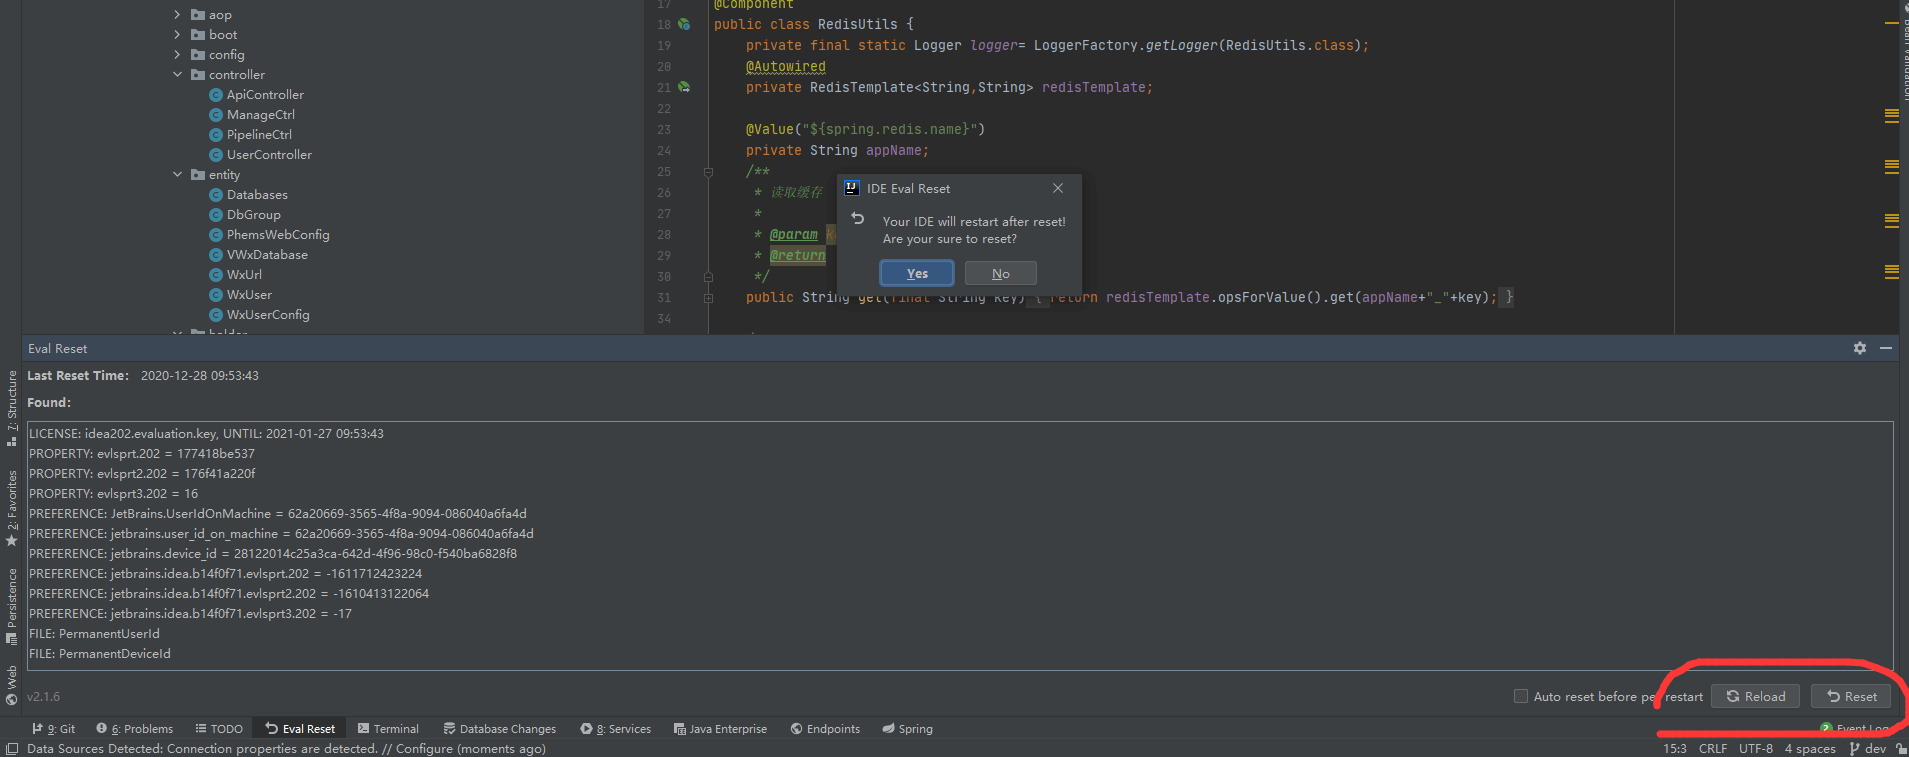 aop
boot
config
controller
ApiController
ManageCtrl
PipelineCtrl
UserController
entity
Databases
DbGroup
PhemsWebConfig
VWxDatabase
WxUrl
WxUser
WxUserConfig
17 @Component
18 public class RedisUtils {
19 private final static Logger logger= LoggerFactory.getLogger(RedisUtils.class);
20 @Autowired
21 private RedisTemplate<String,String> redisTemplate;
22
23 @Value("${spring.redis.name}")
24 private String appName;
25 /**
26 * 读取缓存
27 *
28 * @param
29 * @return
30 */
31 public String get(final String key) { return redisTemplate.opsForValue().get(appName+"_"+key); }
34
IDE Eval Reset
Your IDE will restart after reset!
Are your sure to reset?
Yes No
Eval Reset
Last Reset Time: 2020-12-28 09:53:43
Found:
LICENSE: idea202.evaluation.key, UNTIL: 2021-01-27 09:53:43
PROPERTY: evlsprt.202 = 177418be537
PROPERTY: evlsprt2.202 = 176f41a220f
PROPERTY: evlsprt3.202 = 16
PREFERENCE: JetBrains.UserIdOnMachine = 62a20669-3565-4f8a-9094-086040a6fa4d
PREFERENCE: jetbrains.user_id_on_machine = 62a20669-3565-4f8a-9094-086040a6fa4d
PREFERENCE: jetbrains.device_id = 28122014c25a3ca-642d-4f96-98c0-f540ba6828f8
PREFERENCE: jetbrains.idea.b14f0f71.evlsprt.202 = -1611712423224
PREFERENCE: jetbrains.idea.b14f0f71.evlsprt2.202 = -1610413122064
PREFERENCE: jetbrains.idea.b14f0f71.evlsprt3.202 = -17
FILE: PermanentUserId
FILE: PermanentDeviceId
v2.1.6
Auto reset before per restart Reload Reset
7: Structure
2: Favorites
Persistence
Web
9: Git 6: Problems TODO Eval Reset Terminal Database Changes 8: Services Java Enterprise Endpoints Spring 2 Event Log
Data Sources Detected: Connection properties are detected. // Configure (moments ago) 15:3 CRLF UTF-8 4 spaces dev